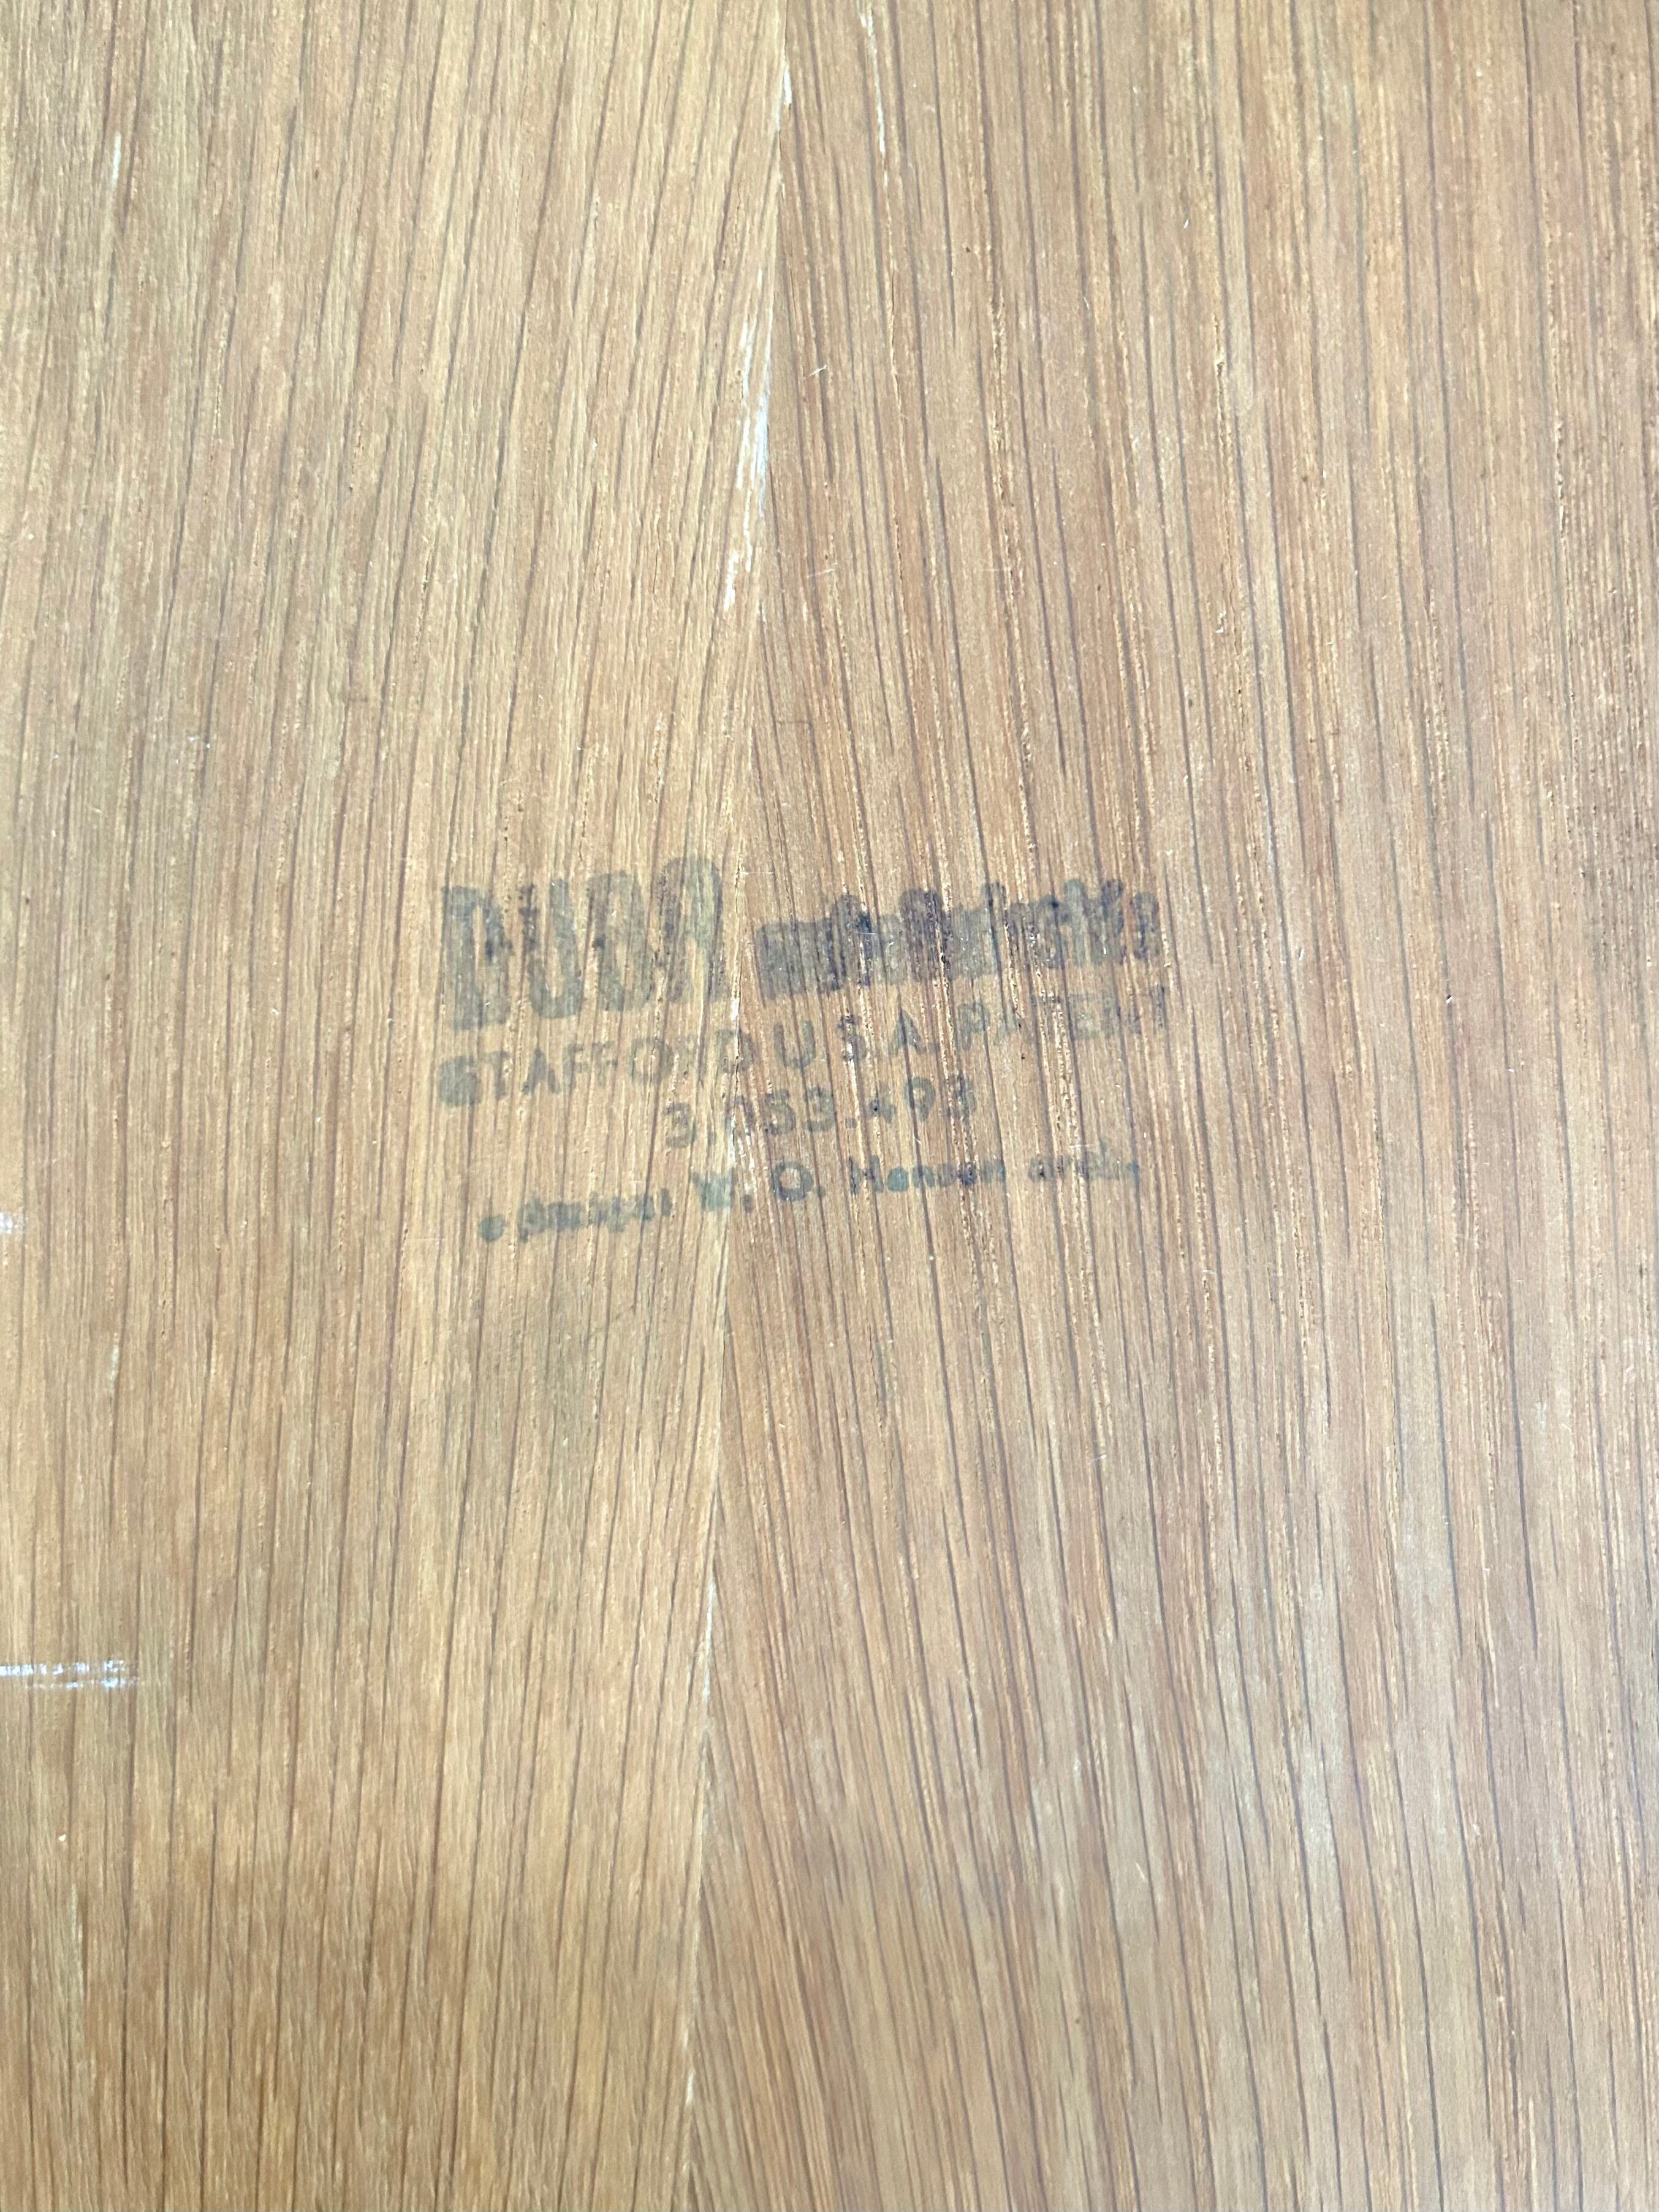 DUBA
STAFFORD U.S.A. PATENT
3.053.493
V. O. Hansen